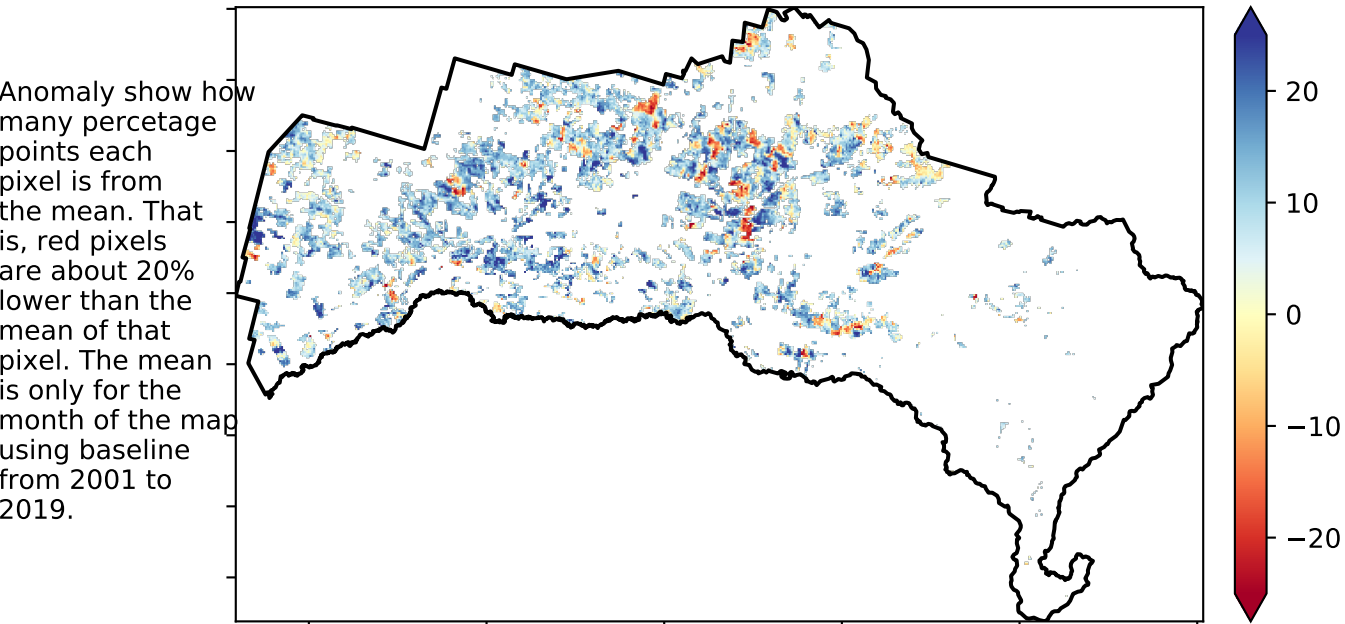 Anomaly show how
many percetage
points each
pixel is from
the mean. That
is, red pixels
are about 20%
lower than the
mean of that
pixel. The mean
is only for the
month of the map
using baseline
from 2001 to
2019.
20
10
0
−10
−20